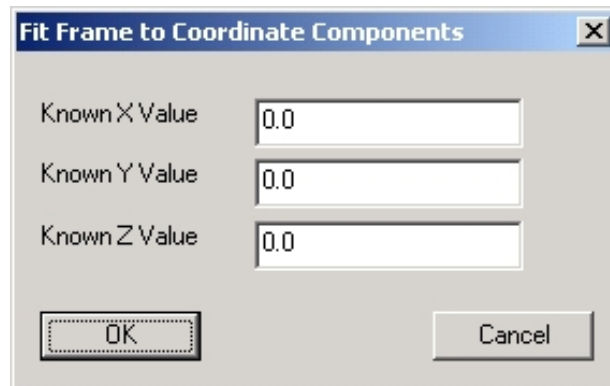 Fit Frame to Coordinate Components
Known X Value 0.0
Known Y Value 0.0
Known Z Value 0.0
OK Cancel